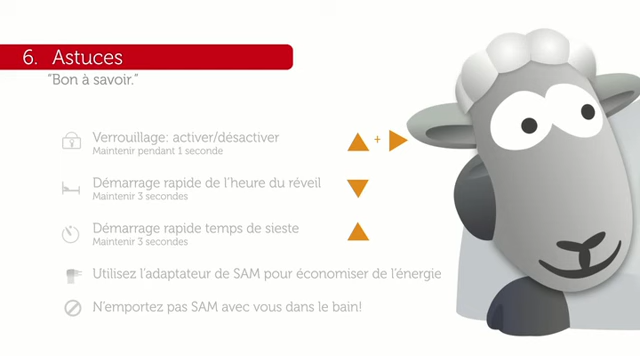 6. Astuces
“Bon à savoir.”
Verrouillage: activer/désactiver
+
Maintenir pendant 1 seconde
Démarrage rapide de l'heure du réveil
Maintenir 3 secondes
Démarrage rapide temps de sieste
Maintenir 3 secondes
Utilisez l'adaptateur de SAM pour économiser de l'énergie
N'emportez pas SAM avec vous dans le bain!